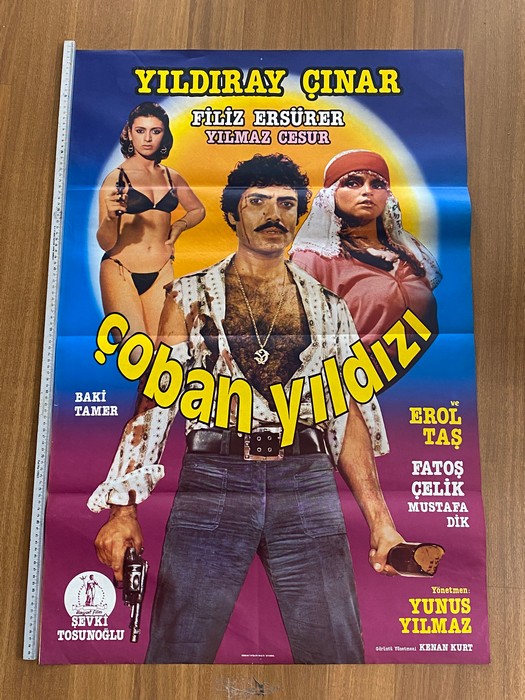 YILDIRAY ÇINAR
FİLİZ ERSÜRER
YILMAZ CESUR
çoban yıldızı
BAKİ
TAMER
ve
EROL
TAŞ
FATOŞ
ÇELİK
MUSTAFA
DİK
Yönetmen:
YUNUS
YILMAZ
Görüntü Yönetmeni KENAN KURT
ŞEVKİ
TOSUNOĞLU